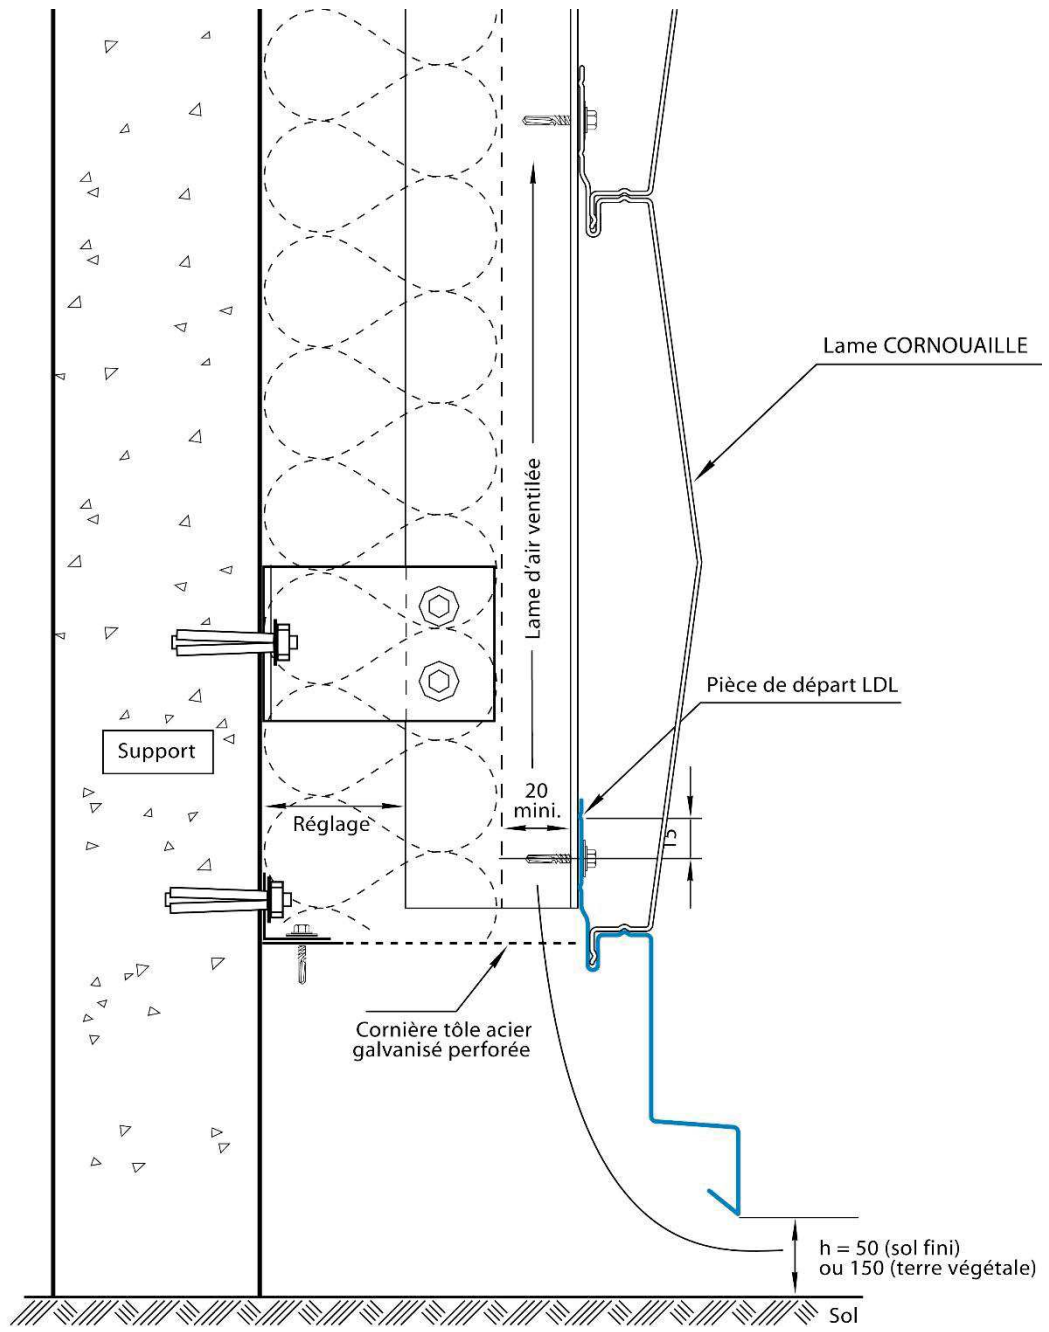 Lame CORNOUAILLE
Lame d'air ventilée
Pièce de départ LDL
Support
20
mini.
Réglage
15
Cornière tôle acier
galvanisé perforée
h = 50 (sol fini)
ou 150 (terre végétale)
Sol